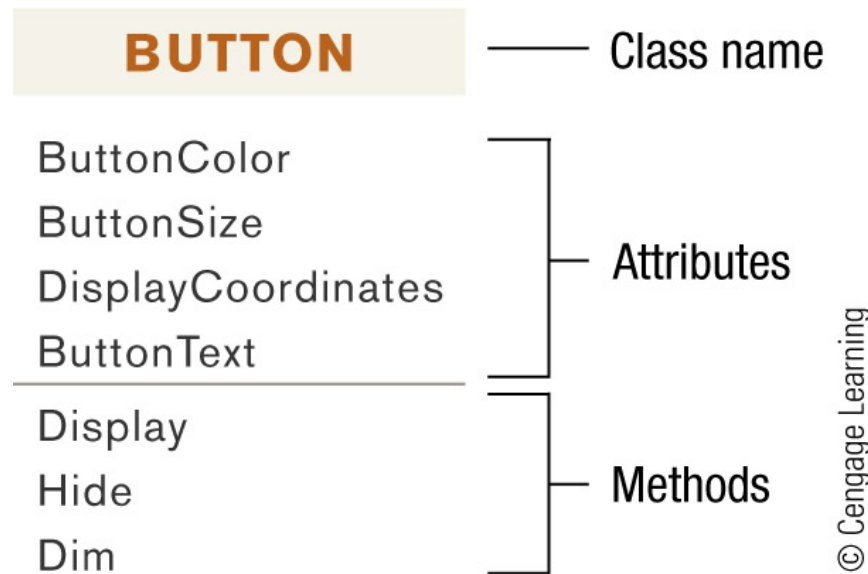 BUTTON
Class name
ButtonColor
ButtonSize
DisplayCoordinates
ButtonText
Attributes
Display
Hide
Dim
Methods
© Cengage Learning